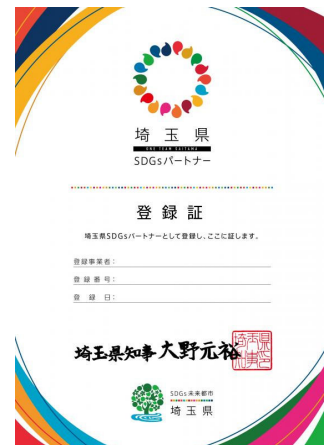 埼玉県
ONE TEAM SAITAMA
SDGsパートナー
登録証
埼玉県SDGsパートナーとして登録し、ここに証します。
登録事業者：
登録番号：
登録日：
埼玉県知事 大野元裕
SDGs未来都市
埼玉県